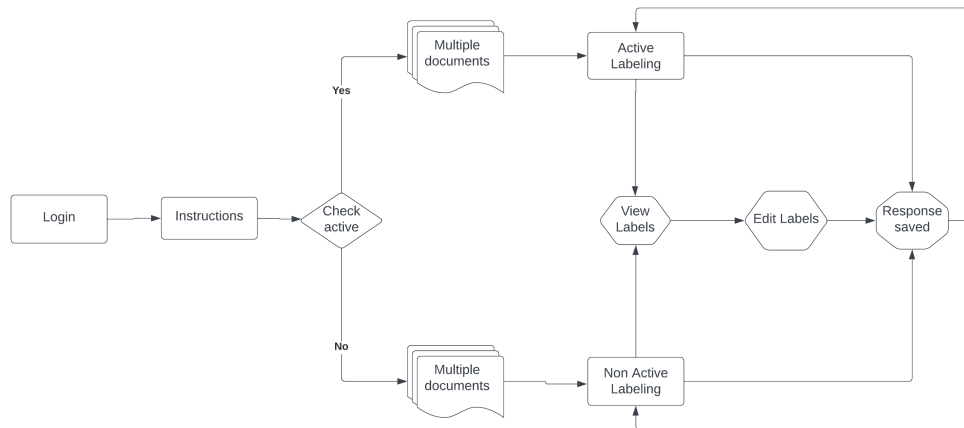 Multiple
documents
Active
Labeling
Yes
Login
Instructions
Check
active
View
Labels
Edit Labels
Response
saved
No
Multiple
documents
Non Active
Labeling